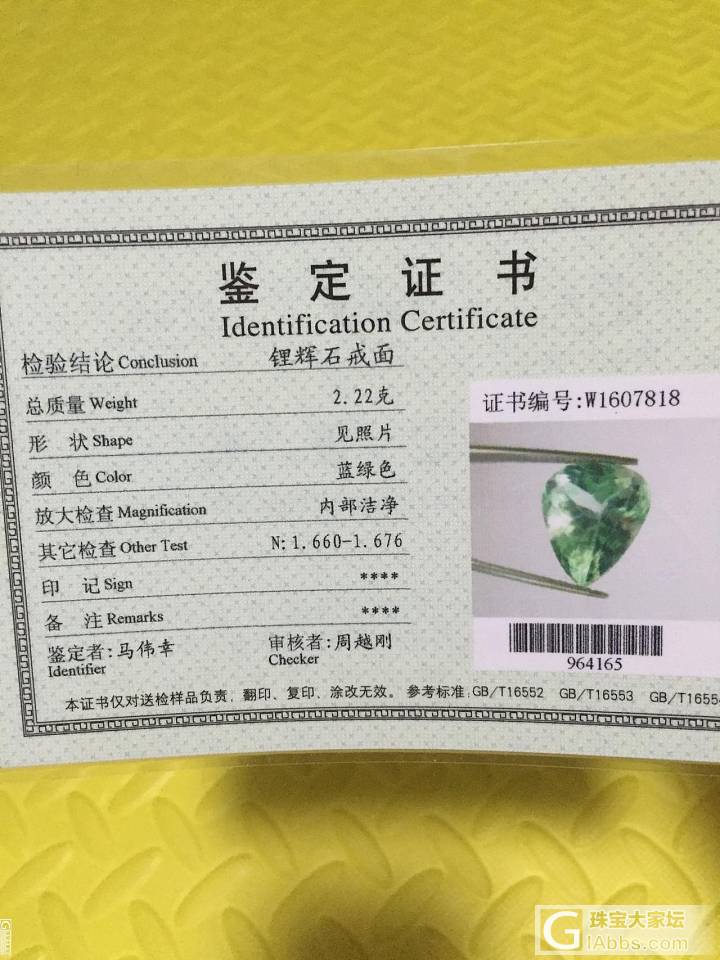 鉴定证书
Identification Certificate
检验结论 Conclusion 锂辉石戒面
总质量 Weight 2.22克
形 状 Shape 见照片
颜 色 Color 蓝绿色
放大检查 Magnification 内部洁净
其它检查 Other Test N:1.660-1.676
印 记 Sign ****
备 注 Remarks ****
鉴定者:马伟幸 审核者:周越刚
Identifier Checker
证书编号:W1607818
964165
本证书仅对送检样品负责，翻印、复印、涂改无效。 参考标准:GB/T16552 GB/T16553 GB/T1655
珠宝大家坛
GIAbbs.com